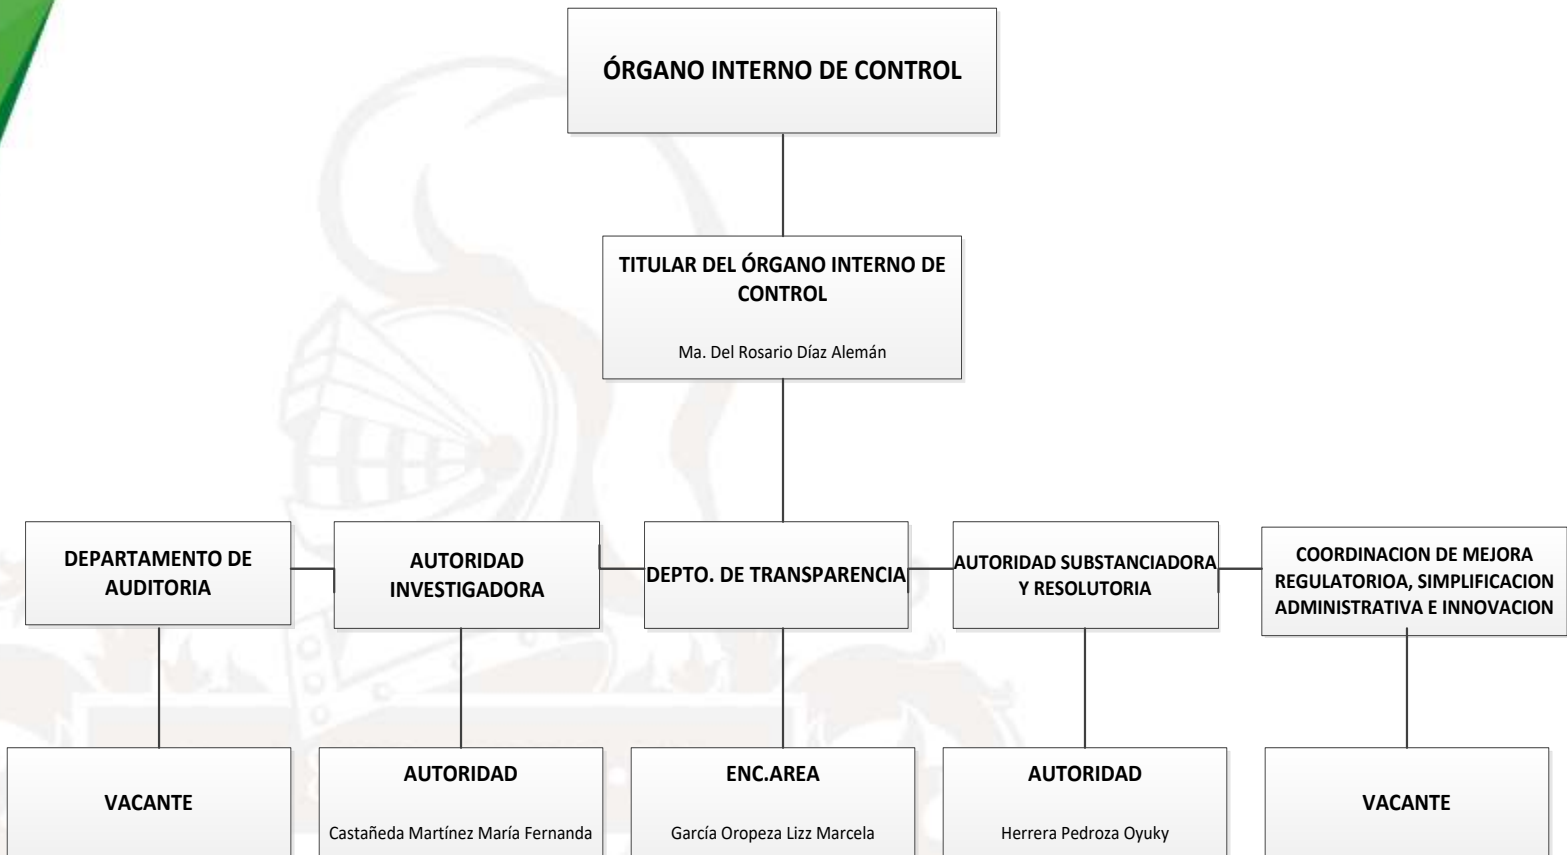 ÓRGANO INTERNO DE CONTROL
TITULAR DEL ÓRGANO INTERNO DE
CONTROL
Ma. Del Rosario Díaz Alemán
DEPARTAMENTO DE
AUDITORIA
AUTORIDAD
INVESTIGADORA
DEPTO. DE TRANSPARENCIA
AUTORIDAD SUBSTANCIADORA
Y RESOLUTORIA
COORDINACION DE MEJORA
REGULATORIOA, SIMPLIFICACION
ADMINISTRATIVA E INNOVACION
VACANTE
AUTORIDAD
Castañeda Martínez María Fernanda
ENC.AREA
García Oropeza Lizz Marcela
AUTORIDAD
Herrera Pedroza Oyuky
VACANTE